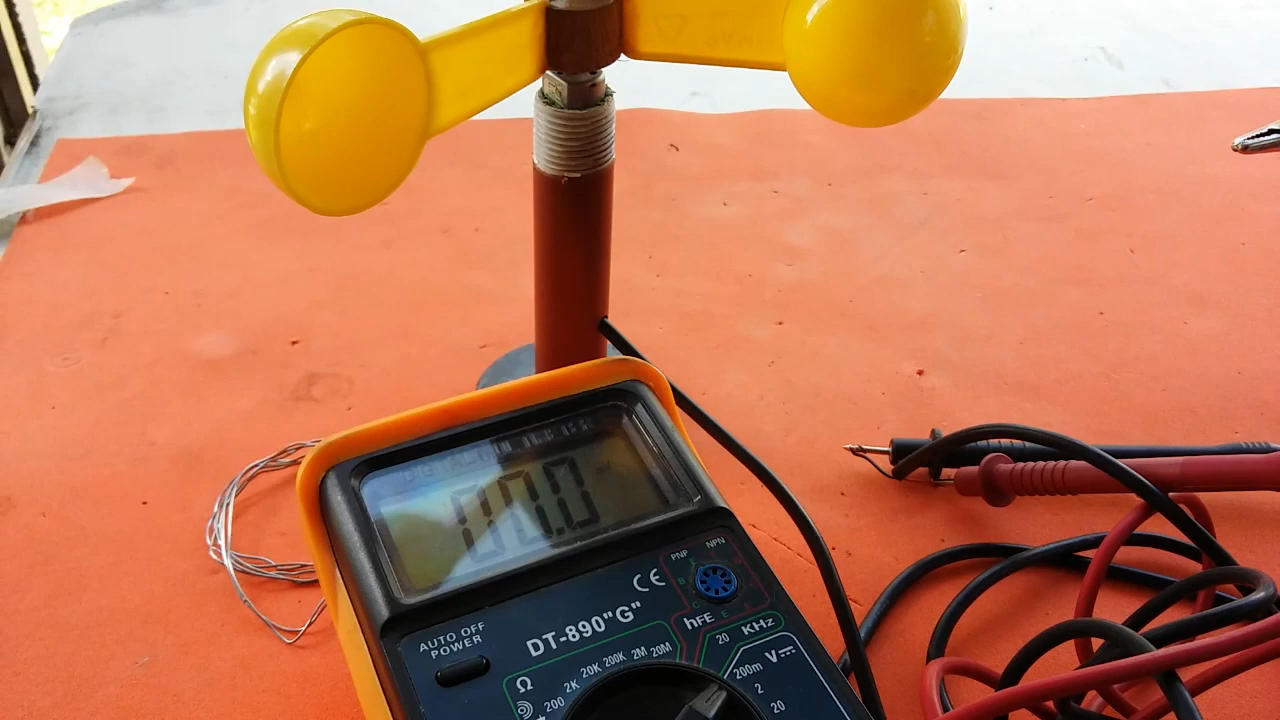 00.0
CE
DT-890"G"
AUTO OFF
POWER
PNP
NPN
hFE
B
C
E
20 KHz
Ω
200
2K
20K
200K
2M
20M
V
200m
2
20